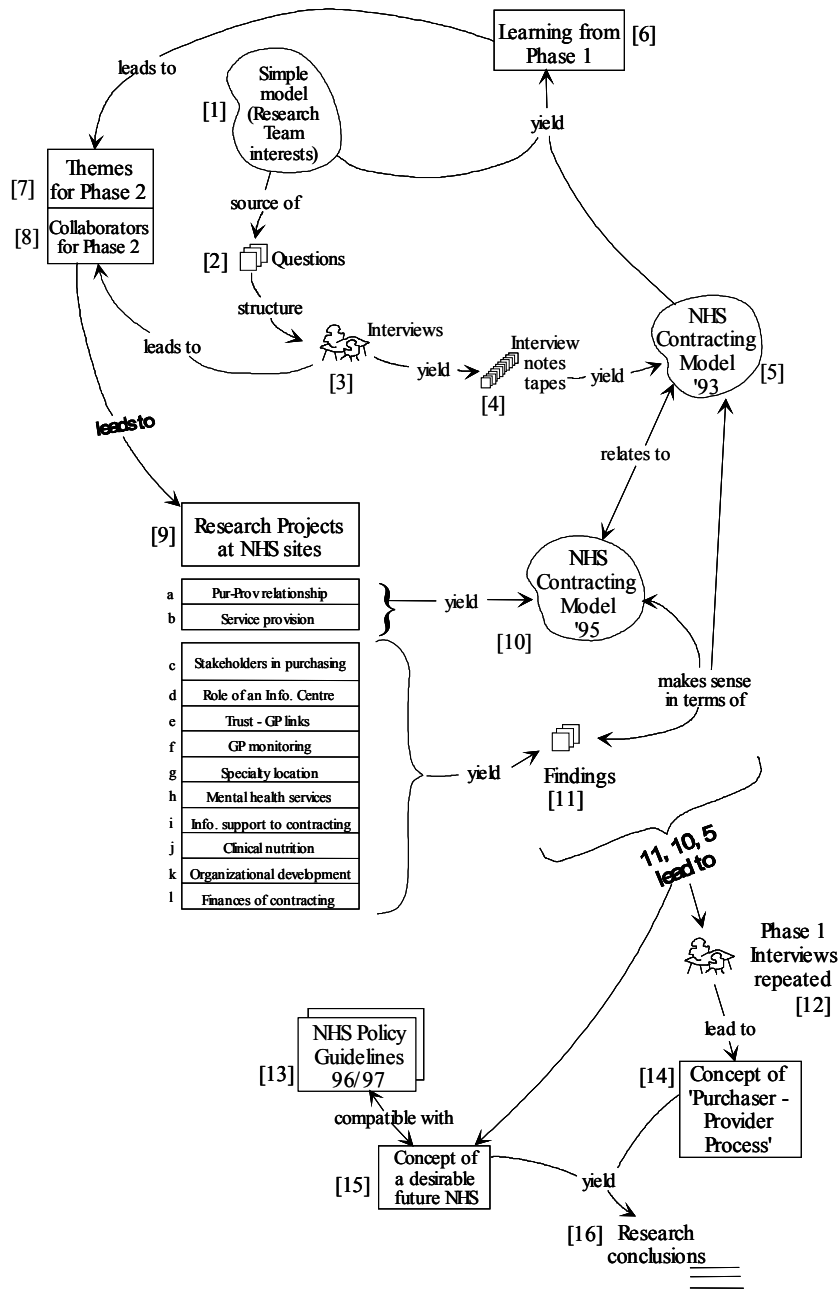 Learning from
Phase 1
[6]
leads to
Simple
model
(Research
Team
interests)
[1]
yield
Themes
for Phase 2
[7]
Collaborators
for Phase 2
[8]
source of
[2]
Questions
structure
Interviews
[3]
leads to
yield
Interview
notes
tapes
[4]
yield
NHS
Contracting
Model
'93
[5]
leads to
relates to
[9]
Research Projects
at NHS sites
a Pur-Prov relationship
b Service provision
yield
NHS
Contracting
Model
'95
[10]
c Stakeholders in purchasing
d Role of an Info. Centre
e Trust - GP links
f GP monitoring
g Specialty location
h Mental health services
i Info. support to contracting
j Clinical nutrition
k Organizational development
l Finances of contracting
yield
Findings
[11]
makes sense
in terms of
11, 10, 5
lead to
Phase 1
Interviews
repeated
[12]
lead to
NHS Policy
Guidelines
96/97
[13]
compatible with
[14]
Concept of
'Purchaser -
Provider
Process'
[15]
Concept of
a desirable
future NHS
yield
[16]
Research
conclusions